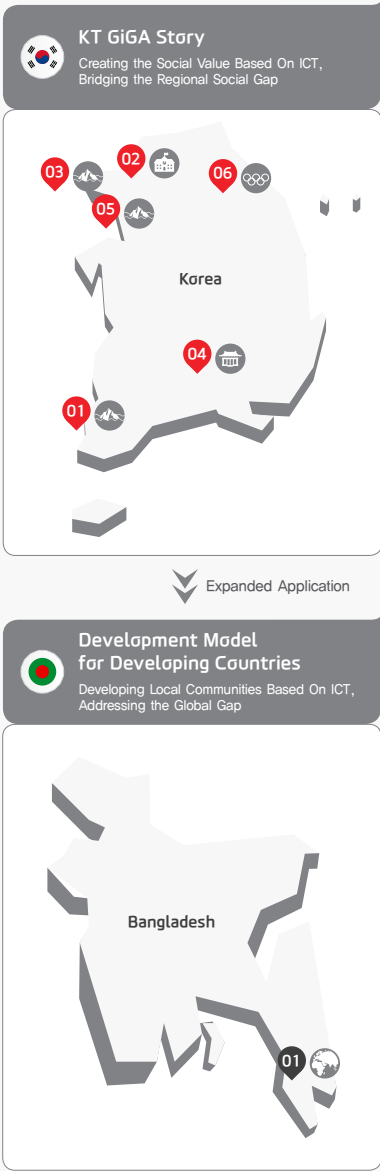 KT GiGA Story
Creating the Social Value Based On ICT,
Bridging the Regional Social Gap
03
02
06
05
Korea
04
01
Expanded Application
Development Model
for Developing Countries
Developing Local Communities Based On ICT,
Addressing the Global Gap
Bangladesh
01